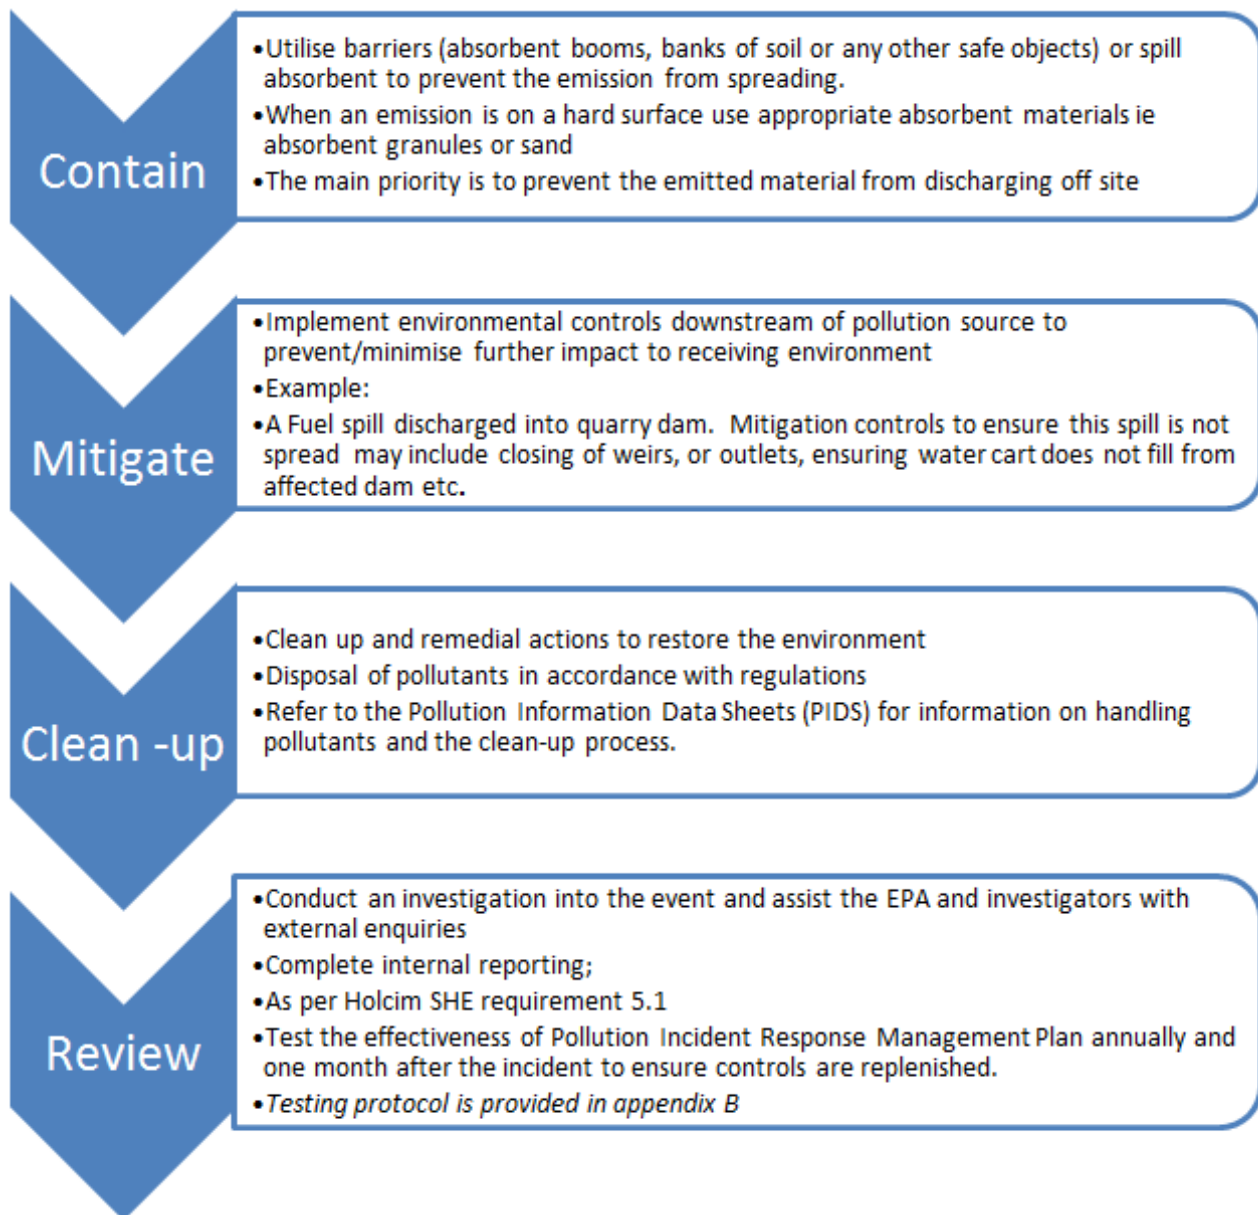 Contain
•Utilise barriers (absorbent booms, banks of soil or any other safe objects) or spill
absorbent to prevent the emission from spreading.
•When an emission is on a hard surface use appropriate absorbent materials ie
absorbent granules or sand
•The main priority is to prevent the emitted material from discharging off site
Mitigate
•Implement environmental controls downstream of pollution source to
prevent/minimise further impact to receiving environment
•Example:
•A Fuel spill discharged into quarry dam. Mitigation controls to ensure this spill is not
spread may include closing of weirs, or outlets, ensuring water cart does not fill from
affected dam etc.
Clean -up
•Clean up and remedial actions to restore the environment
•Disposal of pollutants in accordance with regulations
•Refer to the Pollution Information Data Sheets (PIDS) for information on handling
pollutants and the clean-up process.
Review
•Conduct an investigation into the event and assist the EPA and investigators with
external enquiries
•Complete internal reporting;
•As per Holcim SHE requirement 5.1
•Test the effectiveness of Pollution Incident Response Management Plan annually and
one month after the incident to ensure controls are replenished.
•Testing protocol is provided in appendix B